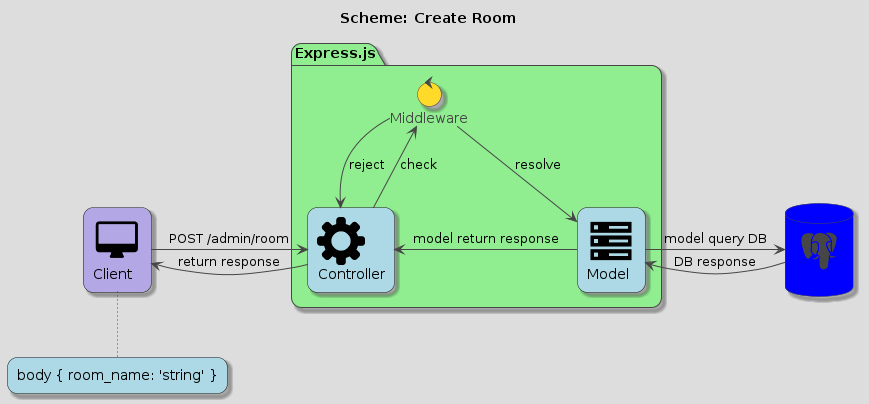 Scheme: Create Room
Express.js
Middleware
reject
check
resolve
POST /admin/room
model return response
model query DB
return response
DB response
Client
Controller
Model
body { room_name: 'string' }